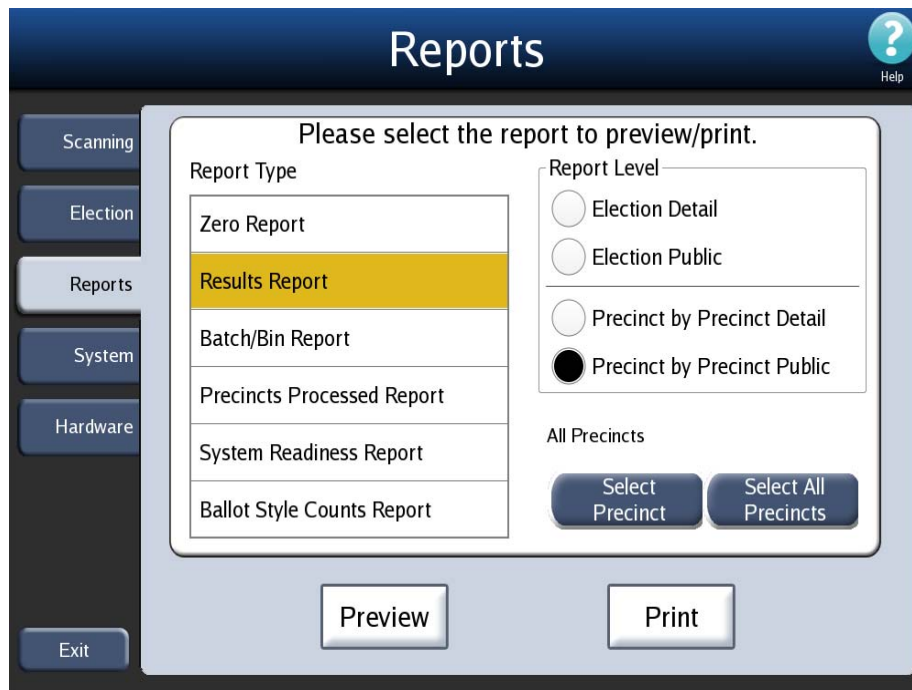 Reports
?
Help
Scanning
Election
Reports
System
Hardware
Exit
Please select the report to preview/print.
Report Type
Zero Report
Results Report
Batch/Bin Report
Precincts Processed Report
System Readiness Report
Ballot Style Counts Report
Report Level
Election Detail
Election Public
Precinct by Precinct Detail
Precinct by Precinct Public
All Precincts
Select
Precinct
Select All
Precincts
Preview
Print